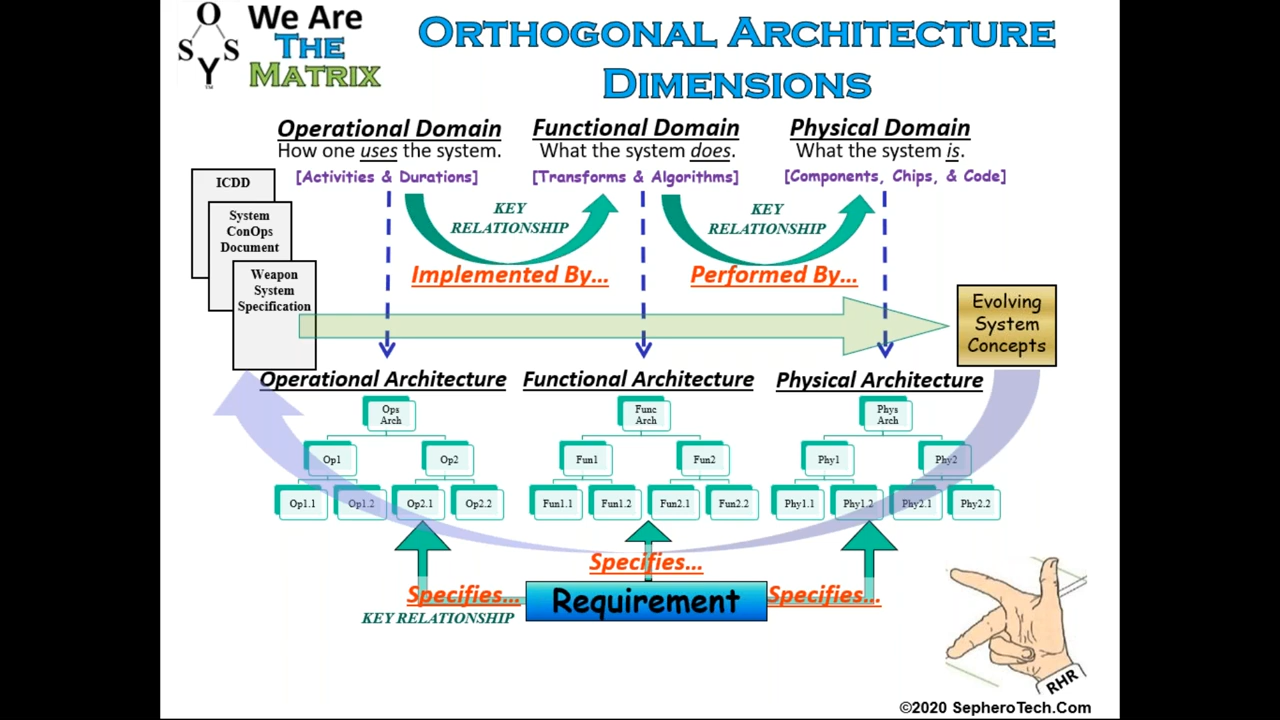 O
S S
Y
TM
We Are
THE
MATRIX
ORTHOGONAL ARCHITECTURE
DIMENSIONS
Operational Domain
How one uses the system.
[Activities & Durations]
Functional Domain
What the system does.
[Transforms & Algorithms]
Physical Domain
What the system is.
[Components, Chips, & Code]
ICDD
System
ConOps
Document
Weapon
System
Specification
KEY
RELATIONSHIP
Implemented By...
KEY
RELATIONSHIP
Performed By...
Evolving
System
Concepts
Operational Architecture
Functional Architecture
Physical Architecture
Ops
Arch
Op1
Op2
Op1.1
Op1.2
Op2.1
Op2.2
Func
Arch
Fun1
Fun2
Fun1.1
Fun1.2
Fun2.1
Fun2.2
Phys
Arch
Phy1
Phy2
Phy1.1
Phy1.2
Phy2.1
Phy2.2
Specifies...
Specifies...
KEY RELATIONSHIP
Requirement
Specifies...
RHR
©2020 SepheroTech.Com